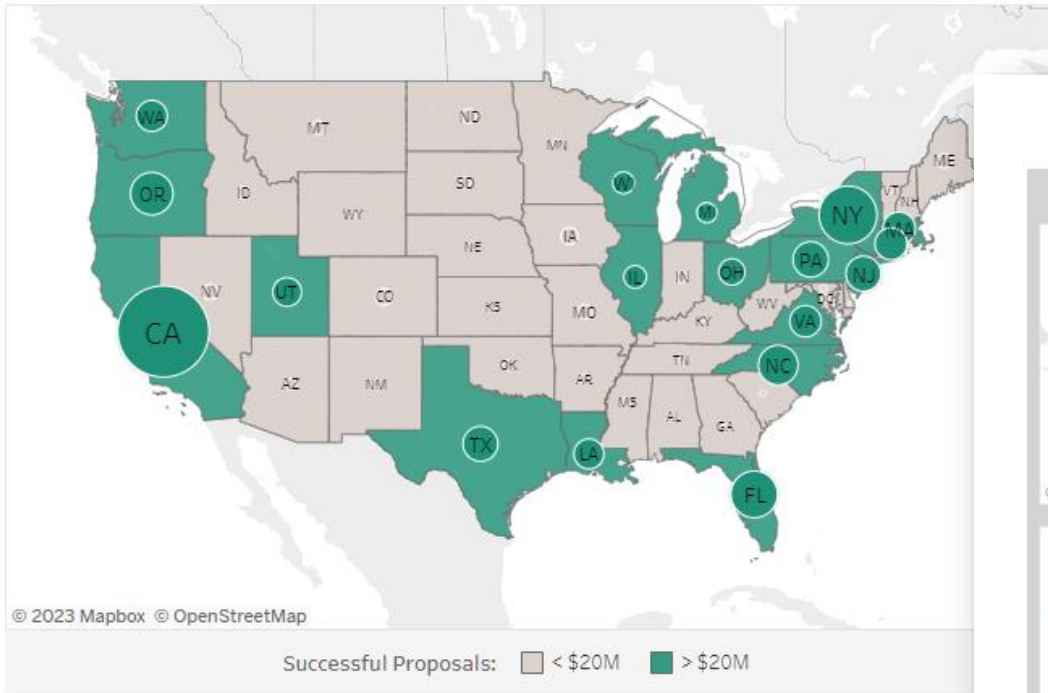 WA
MT
ND
MN
ME
OR
ID
SD
WI
MI
VT
NH
WY
NY
MA
IA
NE
PA
NV
UT
CO
IL
IN
OH
NJ
CA
KS
MO
WV
DC
KY
VA
OK
TN
NC
AZ
NM
AR
MS
AL
GA
TX
LA
FL
© 2023 Mapbox © OpenStreetMap
Successful Proposals: < $20M > $20M